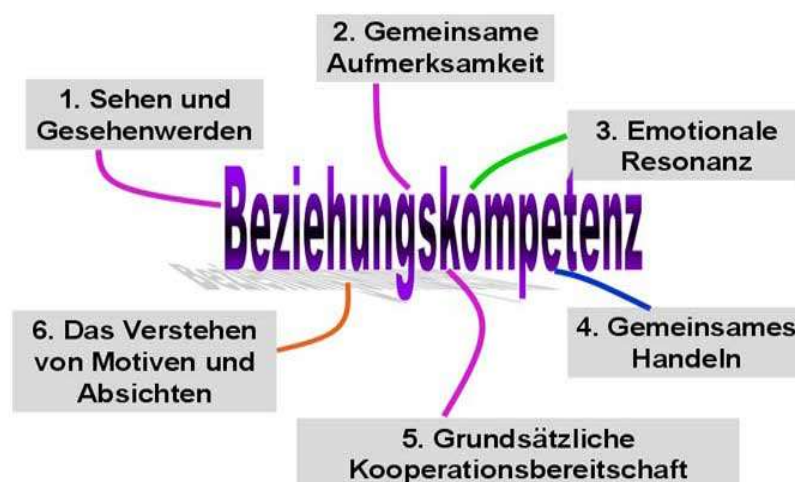 1. Sehen und
Gesehenwerden
2. Gemeinsame
Aufmerksamkeit
3. Emotionale
Resonanz
Beziehungskompetenz
4. Gemeinsames
Handeln
5. Grundsätzliche
Kooperationsbereitschaft
6. Das Verstehen
von Motiven und
Absichten